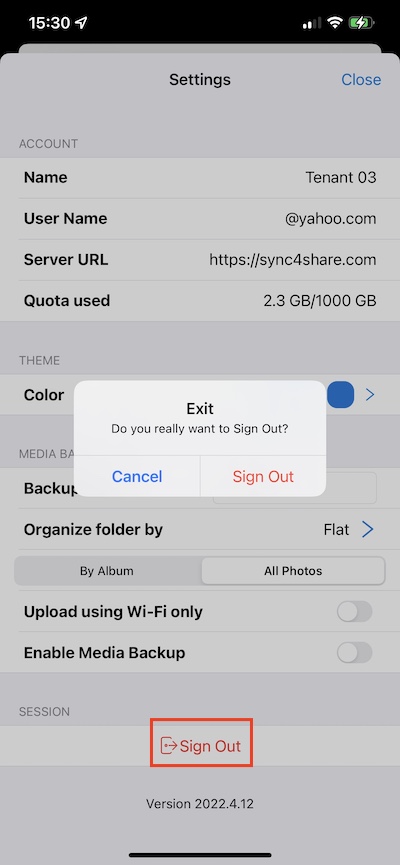 15:30
Settings
Close
ACCOUNT
Name Tenant 03
User Name @yahoo.com
Server URL https://sync4share.com
Quota used 2.3 GB/1000 GB
THEME
Color
Exit
Do you really want to Sign Out?
MEDIA BA
Cancel Sign Out
Backup
Organize folder by Flat
By Album All Photos
Upload using Wi-Fi only
Enable Media Backup
SESSION
Sign Out
Version 2022.4.12